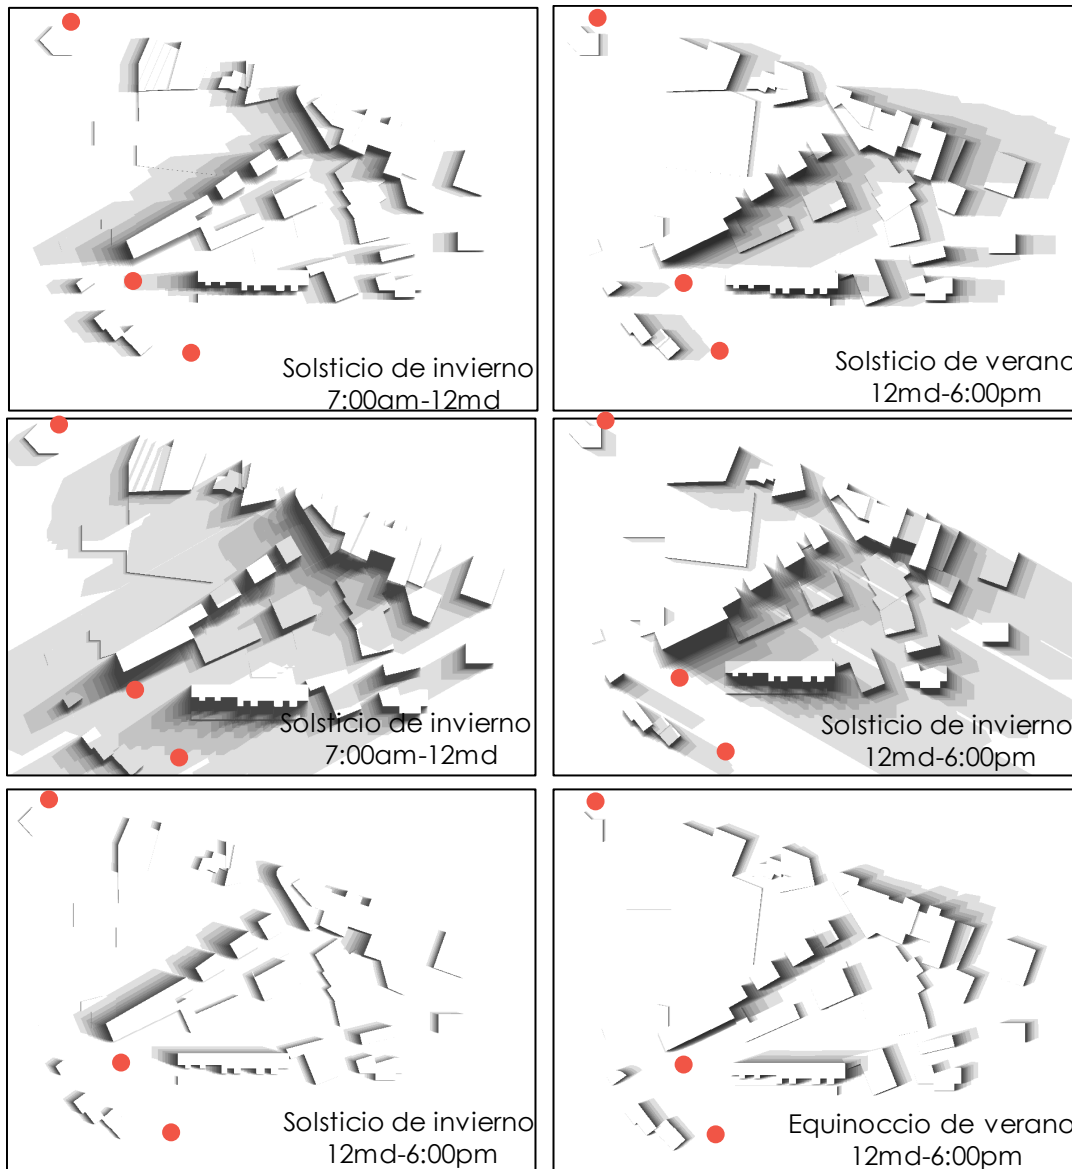 Solsticio de invierno
7:00am-12md
Solsticio de verano
12md-6:00pm
Solsticio de invierno
7:00am-12md
Solsticio de invierno
12md-6:00pm
Solsticio de invierno
12md-6:00pm
Equinoccio de verano
12md-6:00pm